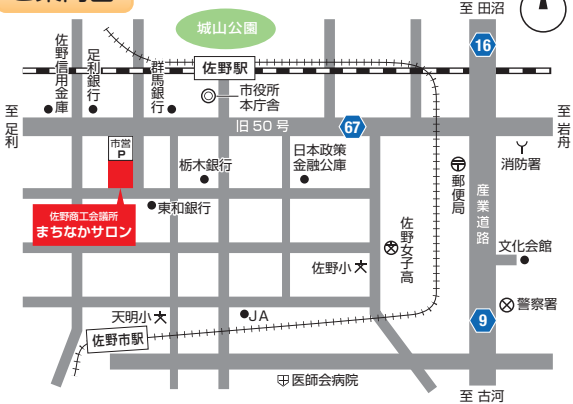 ご案内図
至 田沼
城山公園
16
佐野信用金庫
足利銀行
群馬銀行
佐野駅
市役所
本庁舎
至 足利
旧50号
67
至 岩舟
市営
P
栃木銀行
日本政策
金融公庫
消防署
郵便局
産業道路
佐野商工会議所
まちなかサロン
東和銀行
佐野女子高
文化会館
佐野小
天明小
JA
9
警察署
佐野市駅
医師会病院
至 古河